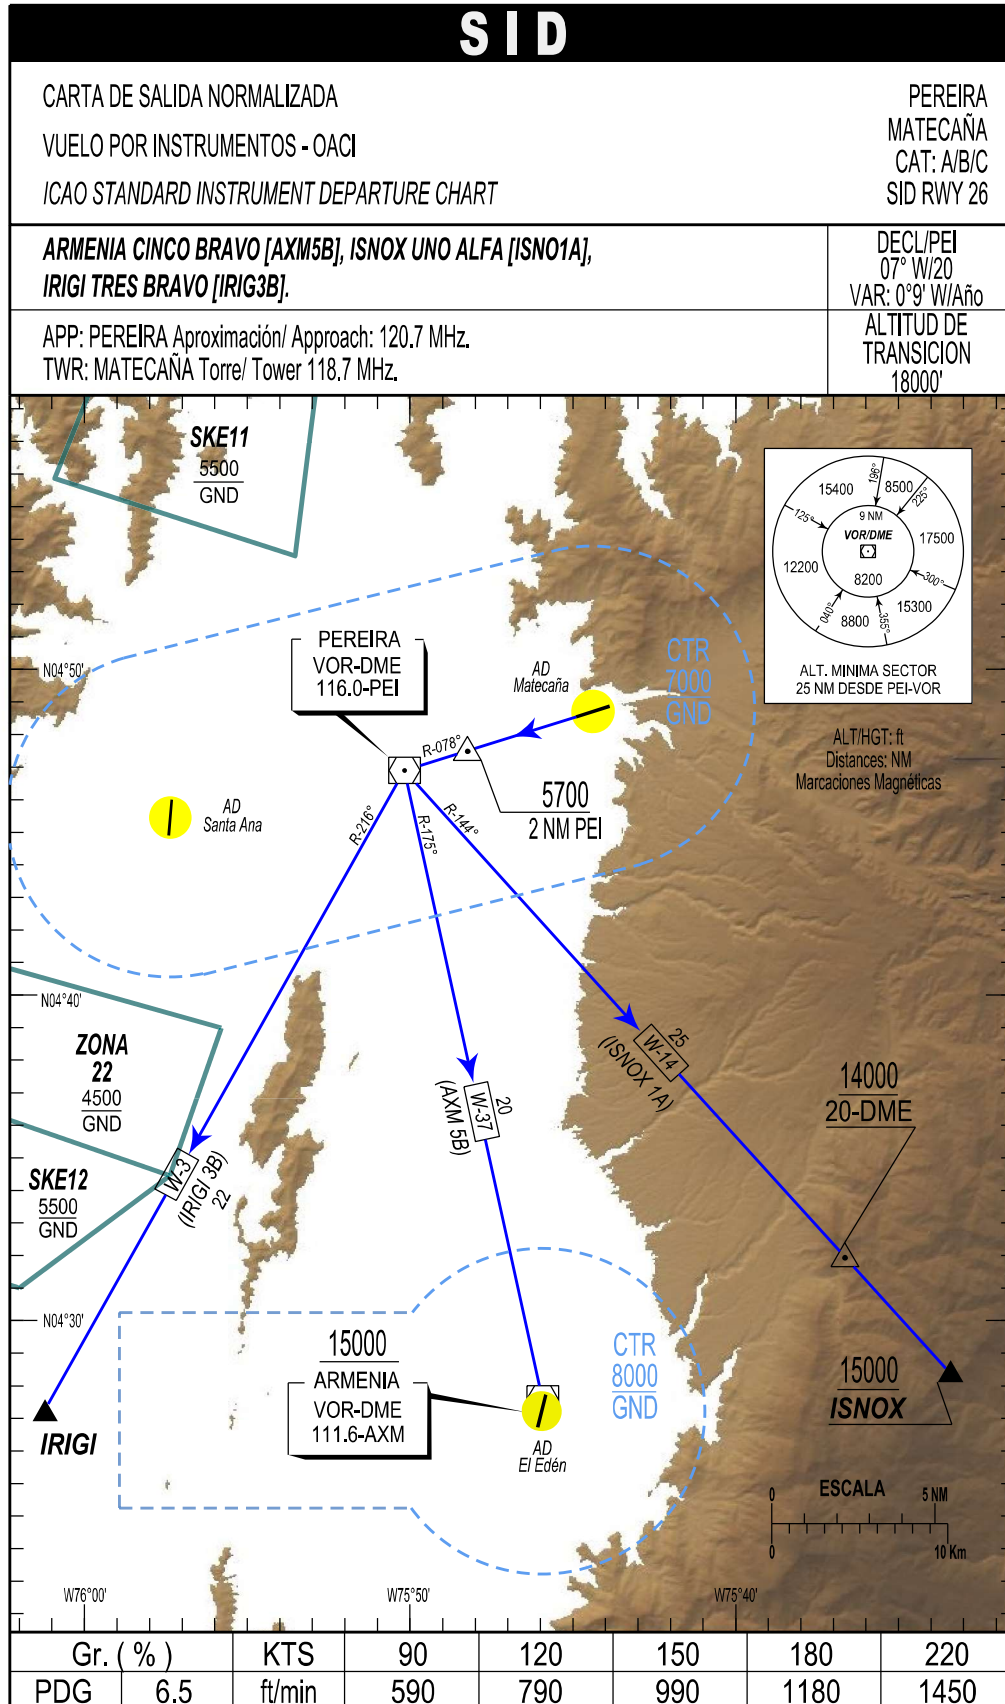 SID
CARTA DE SALIDA NORMALIZADA
VUELO POR INSTRUMENTOS - OACI
ICAO STANDARD INSTRUMENT DEPARTURE CHART
PEREIRA
MATECAÑA
CAT: A/B/C
SID RWY 26
ARMENIA CINCO BRAVO [AXM5B], ISNOX UNO ALFA [ISNO1A],
IRIGI TRES BRAVO [IRIG3B].
DECL/PEI
07° W/20
VAR: 0°9' W/Año
APP: PEREIRA Aproximación/ Approach: 120.7 MHz.
TWR: MATECAÑA Torre/ Tower 118.7 MHz.
ALTITUD DE
TRANSICION
18000'
SKE11
5500
GND
196°
15400
8500
225°
125°
9 NM
VOR/DME
17500
12200
8200
300°
040°
8800
355°
15300
ALT. MINIMA SECTOR
25 NM DESDE PEI-VOR
ALT/HGT: ft
Distances: NM
Marcaciones Magnéticas
N04°50'
PEREIRA
VOR-DME
116.0-PEI
AD
Matecaña
CTR
7000
GND
R-078°
5700
2 NM PEI
AD
Santa Ana
R-216°
R-175°
R-144°
N04°40'
ZONA
22
4500
GND
SKE12
5500
GND
W-3
(IRIGI 3B)
22
20
W-37
(AXM 5B)
25
W-14
(ISNOX 1A)
14000
20-DME
N04°30'
15000
ARMENIA
VOR-DME
111.6-AXM
CTR
8000
GND
15000
ISNOX
IRIGI
AD
El Edén
ESCALA
0
5 NM
0
10 Km
W76°00'
W75°50'
W75°40'
Gr. ( % ) KTS 90 120 150 180 220
PDG 6.5 ft/min 590 790 990 1180 1450